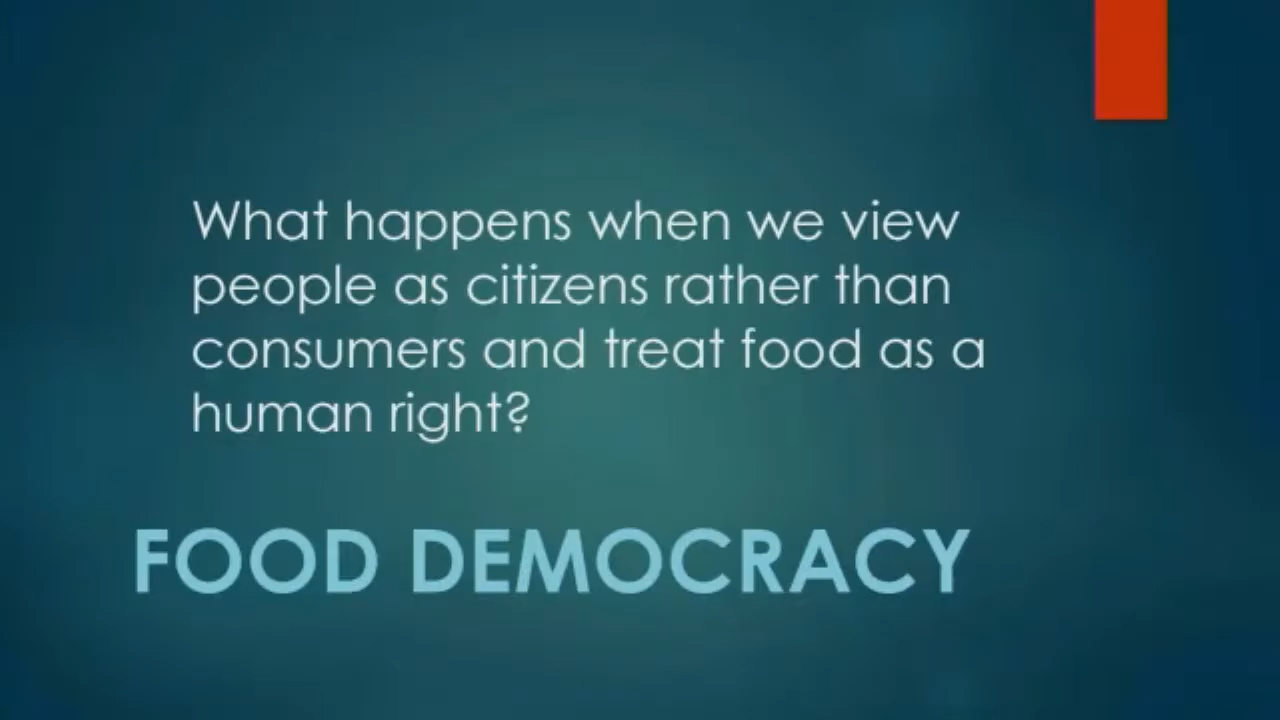 What happens when we view
people as citizens rather than
consumers and treat food as a
human right?
FOOD DEMOCRACY